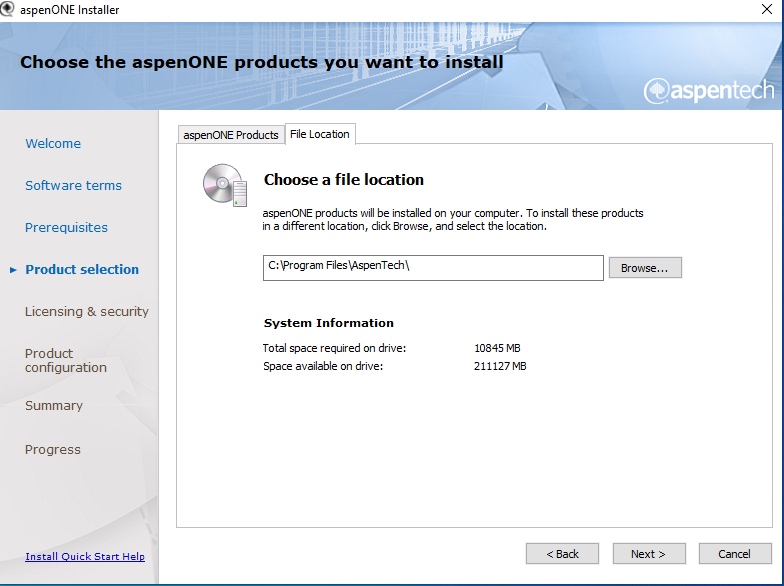 aspenONE Installer
Choose the aspenONE products you want to install
aspentech
Welcome
Software terms
Prerequisites
Product selection
Licensing & security
Product
configuration
Summary
Progress
Install Quick Start Help
aspenONE Products
File Location
Choose a file location
aspenONE products will be installed on your computer. To install these products
in a different location, click Browse, and select the location.
C:\Program Files\AspenTech\
Browse...
System Information
Total space required on drive: 10845 MB
Space available on drive: 211127 MB
< Back
Next >
Cancel